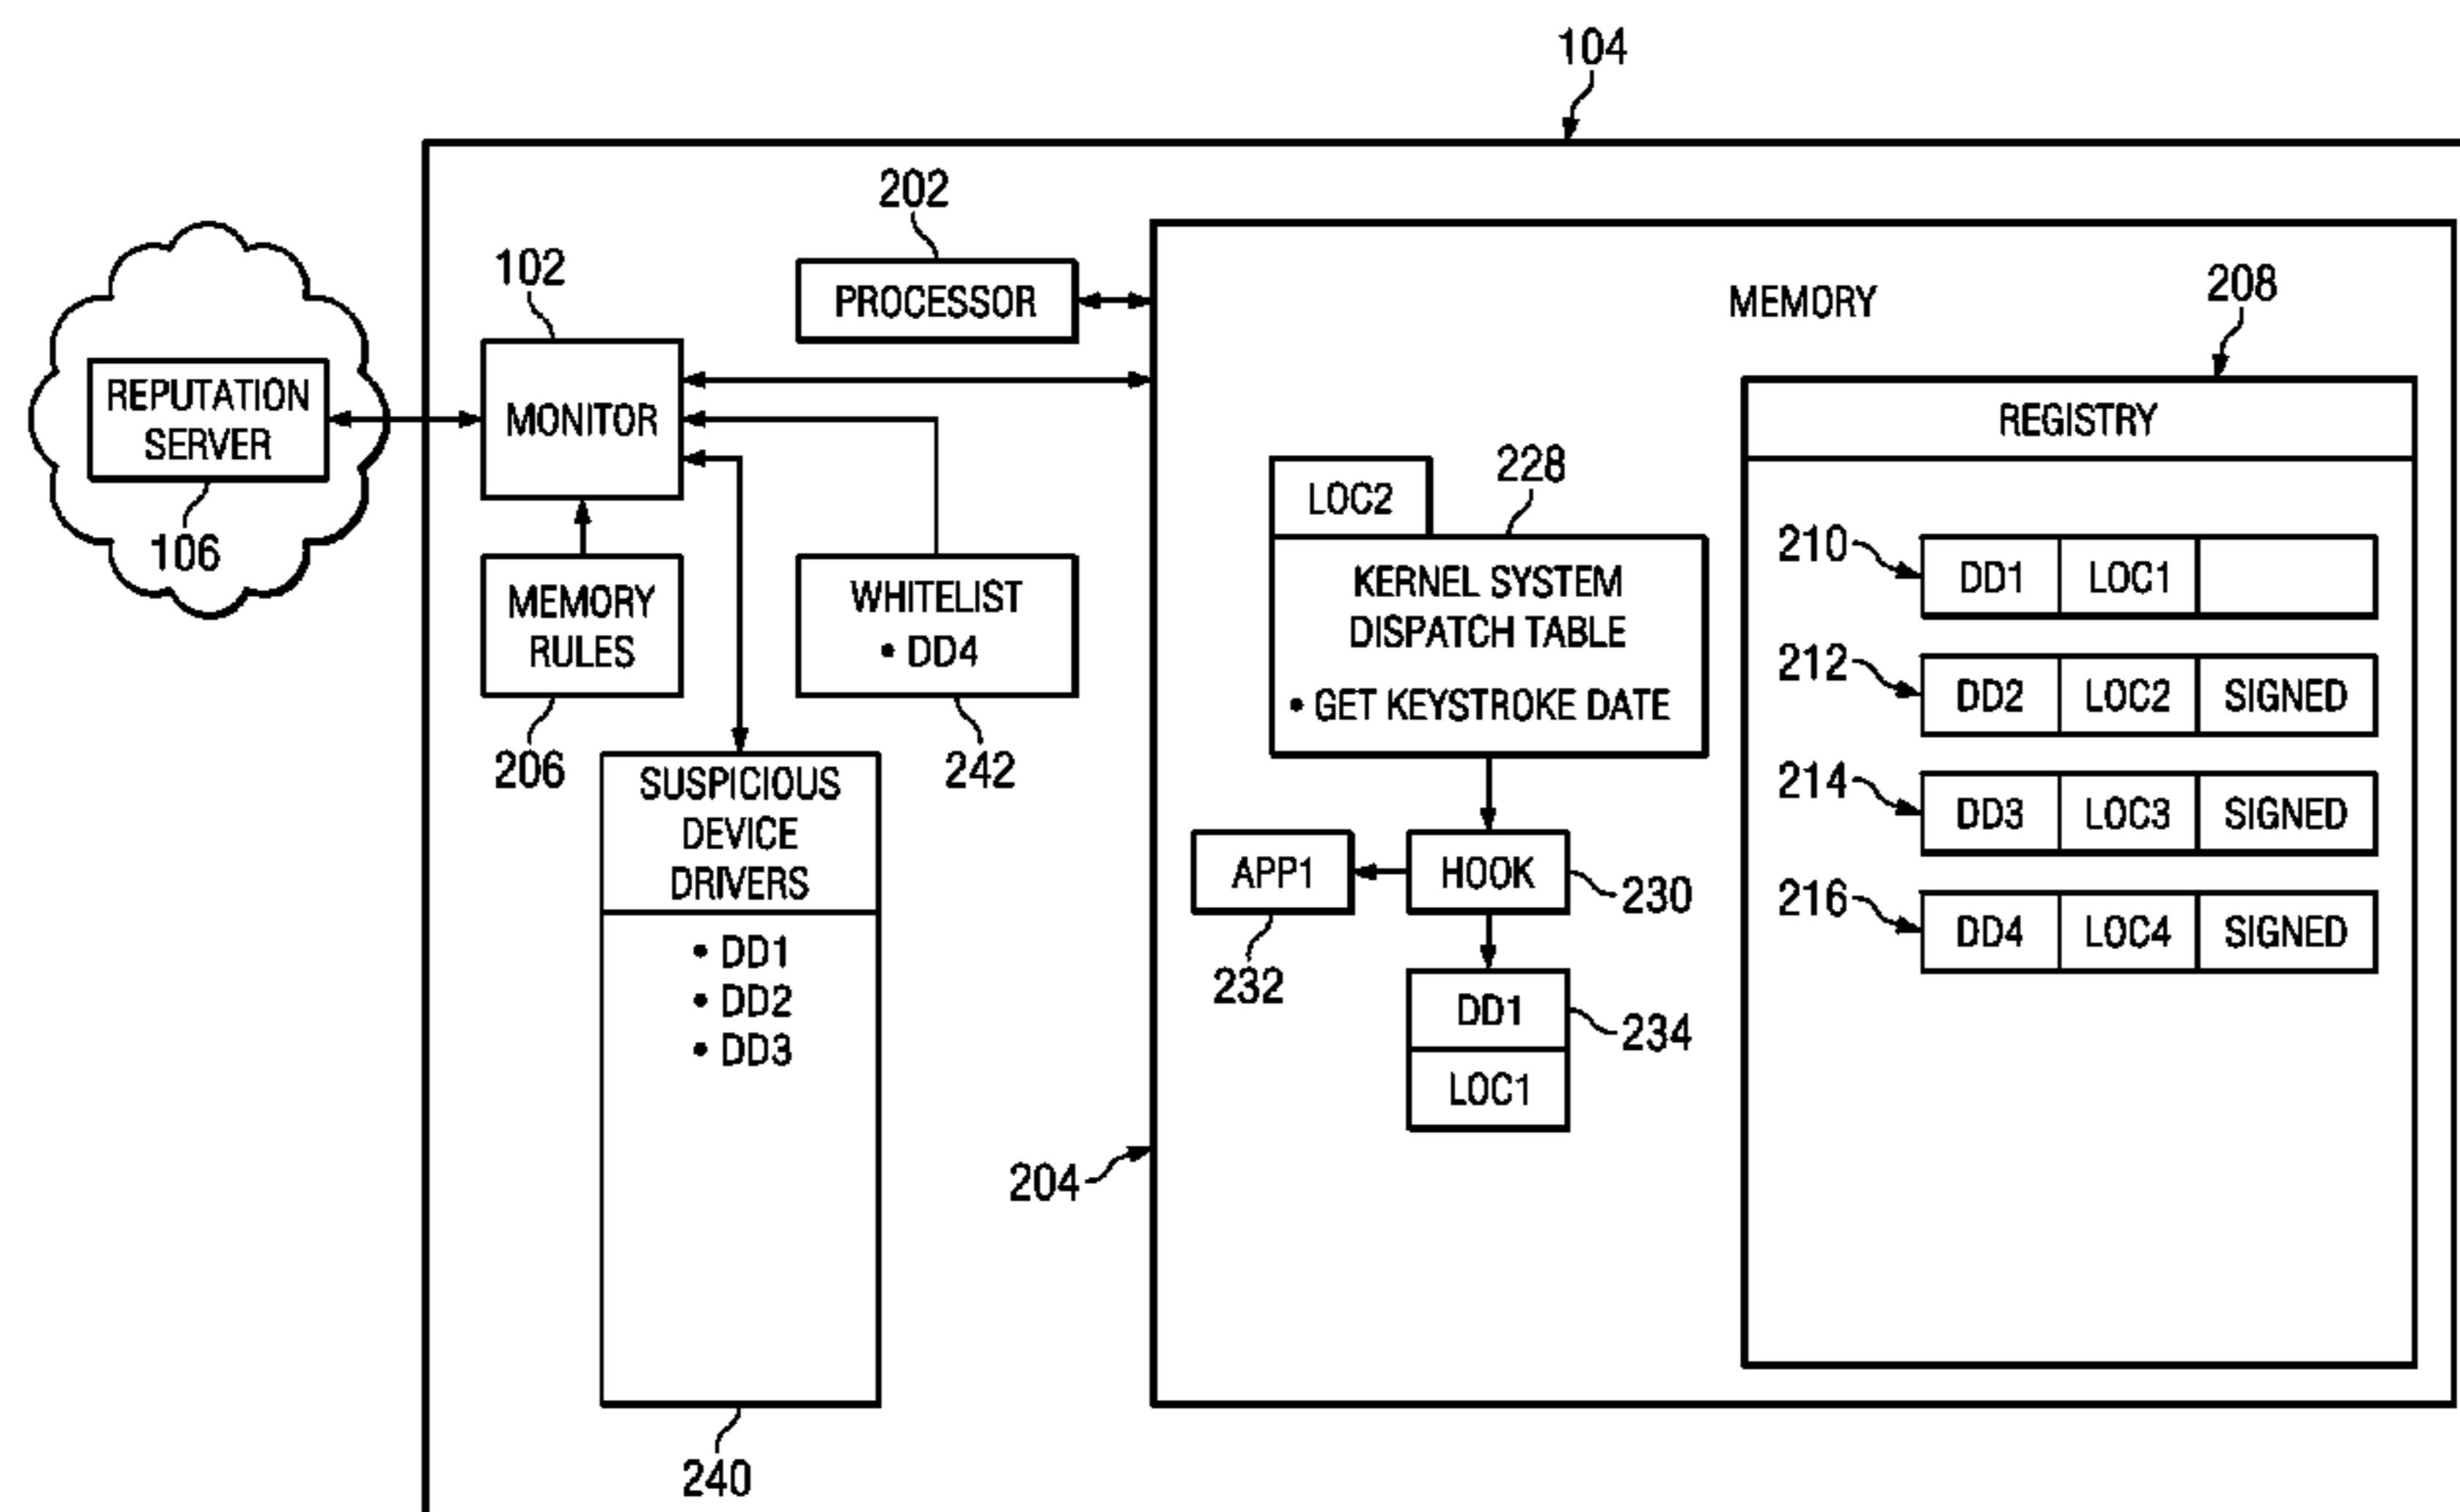 104
202
102
PROCESSOR
MEMORY
208
REPUTATION
SERVER
106
MONITOR
REGISTRY
LOC2
228
KERNEL SYSTEM
DISPATCH TABLE
• GET KEYSTROKE DATE
210
DD1 LOC1
MEMORY
RULES
206
WHITELIST
• DD4
242
212
DD2 LOC2 SIGNED
214
DD3 LOC3 SIGNED
216
DD4 LOC4 SIGNED
SUSPICIOUS
DEVICE
DRIVERS
• DD1
• DD2
• DD3
240
APP1
232
HOOK
230
DD1
234
LOC1
204